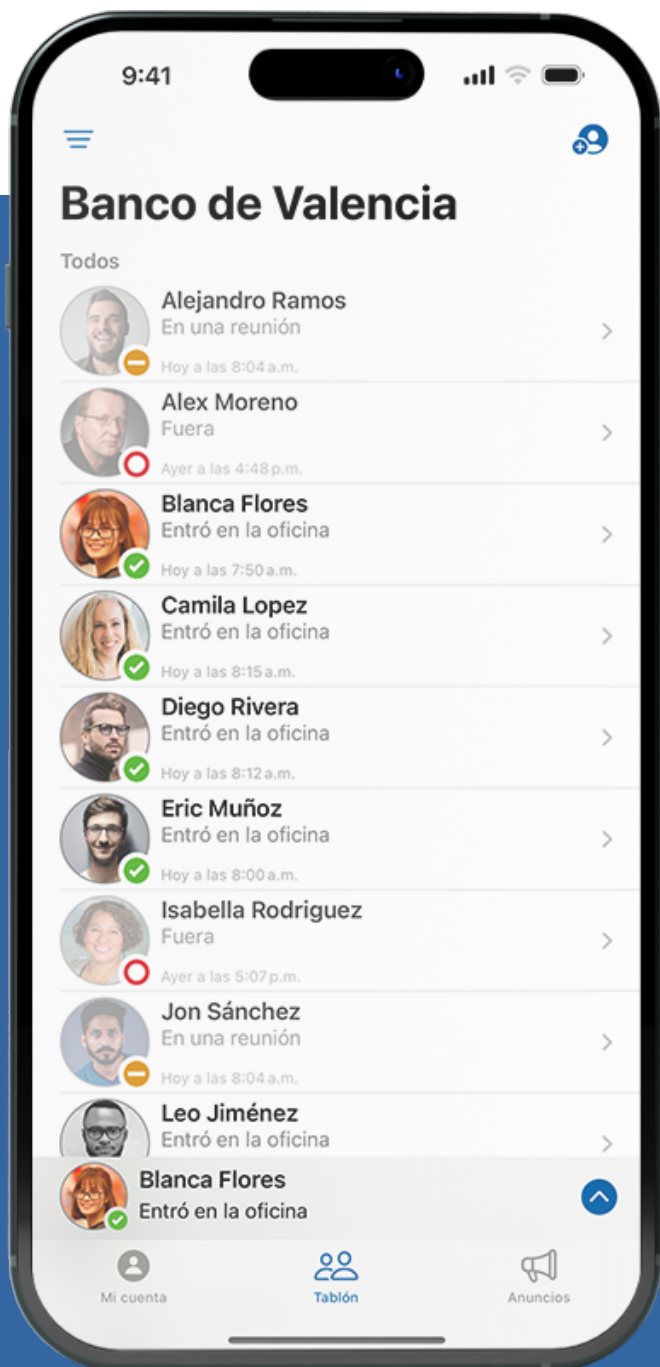 9:41
Banco de Valencia
Todos
Alejandro Ramos
En una reunión
Hoy a las 8:04 a.m.
Alex Moreno
Fuera
Ayer a las 4:48 p.m.
Blanca Flores
Entró en la oficina
Hoy a las 7:50 a.m.
Camila Lopez
Entró en la oficina
Hoy a las 8:15 a.m.
Diego Rivera
Entró en la oficina
Hoy a las 8:12 a.m.
Eric Muñoz
Entró en la oficina
Hoy a las 8:00 a.m.
Isabella Rodriguez
Fuera
Ayer a las 5:07 p.m.
Jon Sánchez
En una reunión
Hoy a las 8:04 a.m.
Leo Jiménez
Entró en la oficina
Blanca Flores
Entró en la oficina
Mi cuenta
Tablón
Anuncios